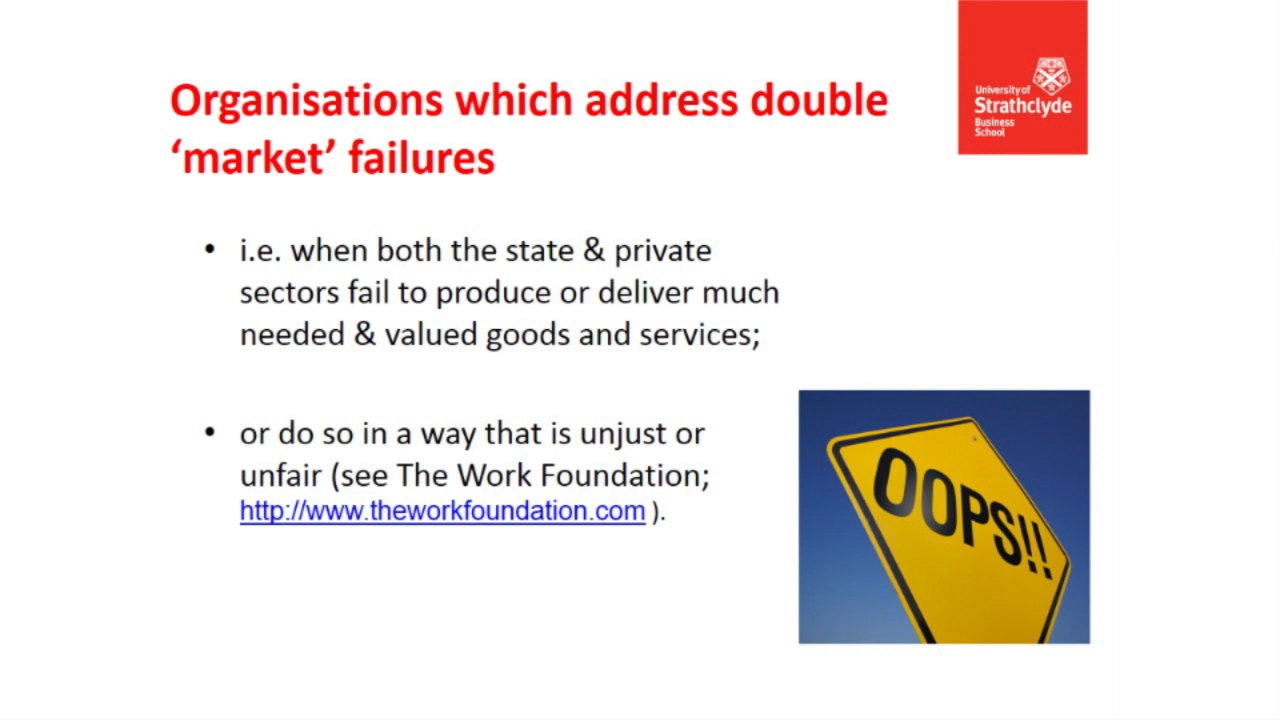 Organisations which address double
‘market’ failures
University of
Strathclyde
Business
School
• i.e. when both the state & private
sectors fail to produce or deliver much
needed & valued goods and services;
• or do so in a way that is unjust or
unfair (see The Work Foundation;
http://www.theworkfoundation.com ).
OOPS!!